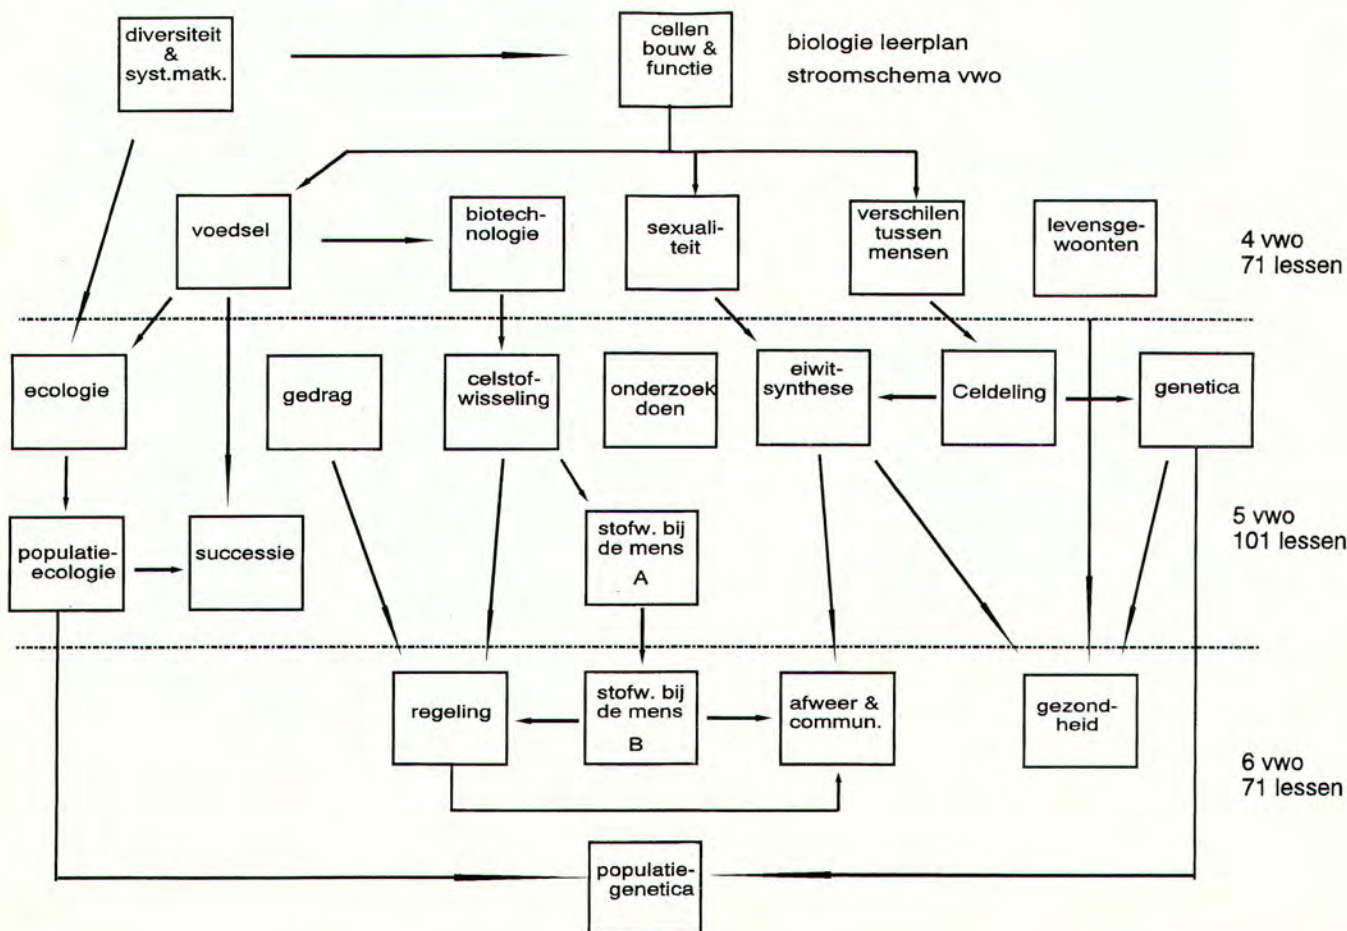 diversiteit
&
syst.matk.
cellen
bouw &
functie
biologie leerplan
stroomschema vwo
voedsel
biotech-
nologie
sexuali-
teit
verschilen
tussen
mensen
levensge-
woonten
4 vwo
71 lessen
ecologie
gedrag
celstof-
wisseling
onderzoek
doen
eiwit-
synthese
Celdeling
genetica
populatie-
ecologie
successie
stofw. bij
de mens
A
5 vwo
101 lessen
regeling
stofw. bij
de mens
B
afweer &
commun.
gezond-
heid
6 vwo
71 lessen
populatie-
genetica